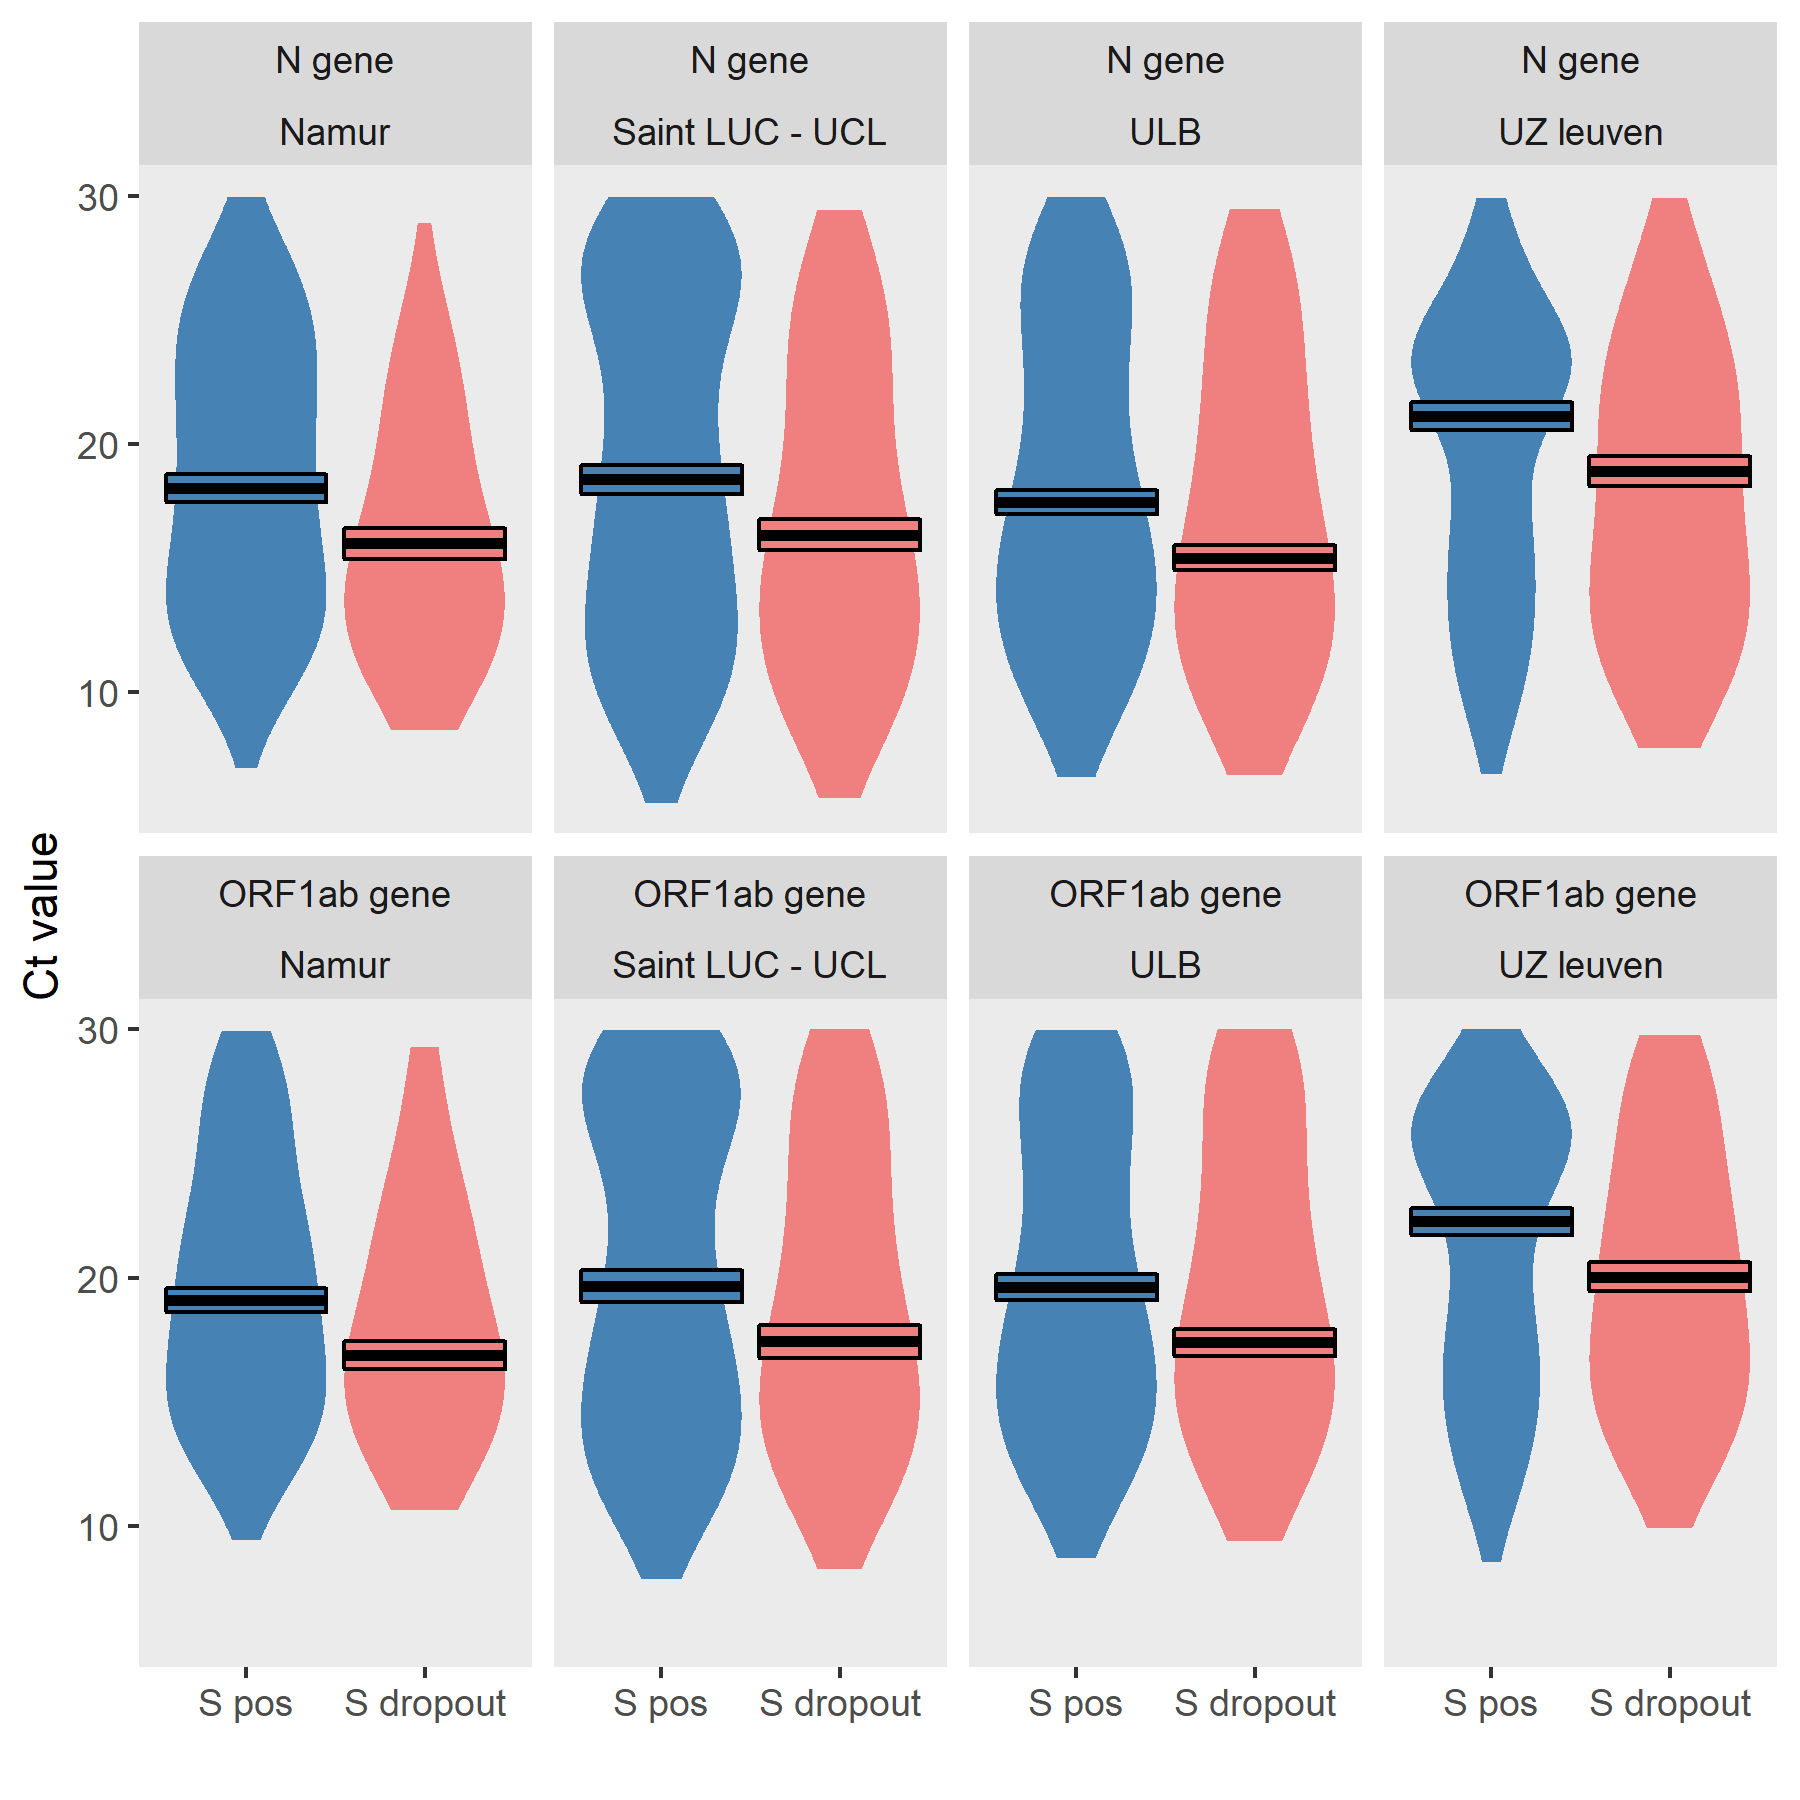 N gene
Namur
N gene
Saint LUC - UCL
N gene
ULB
N gene
UZ leuven
30
20
10
Ct value
ORF1ab gene
Namur
ORF1ab gene
Saint LUC - UCL
ORF1ab gene
ULB
ORF1ab gene
UZ leuven
30
20
10
S pos S dropout S pos S dropout S pos S dropout S pos S dropout